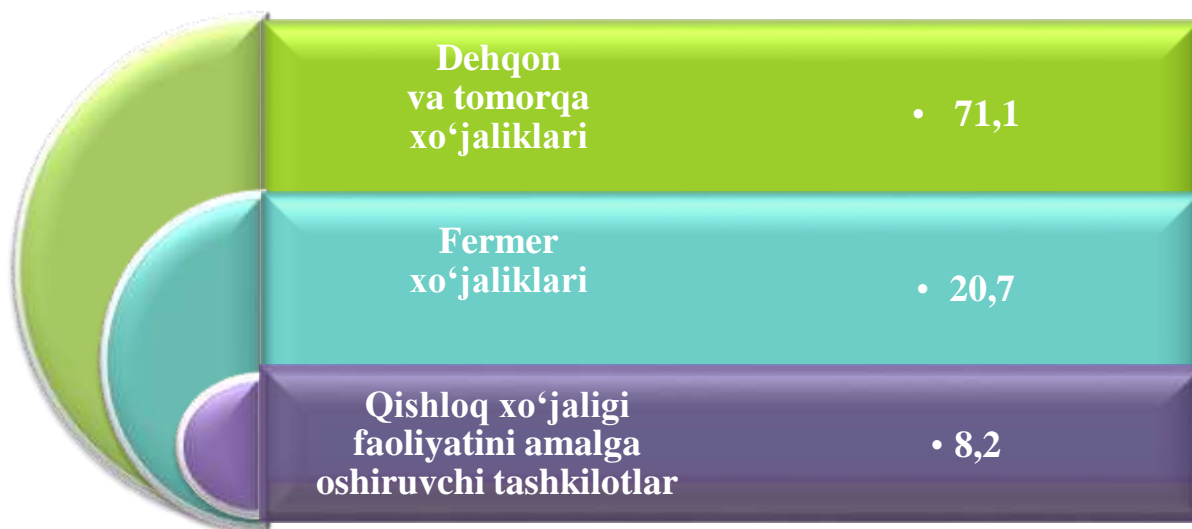 Dehqon
va tomorqa
xo‘jaliklari
• 71,1
Fermer
xo‘jaliklari
• 20,7
Qishloq xo‘jaligi
faoliyatini amalga
oshiruvchi tashkilotlar
• 8,2